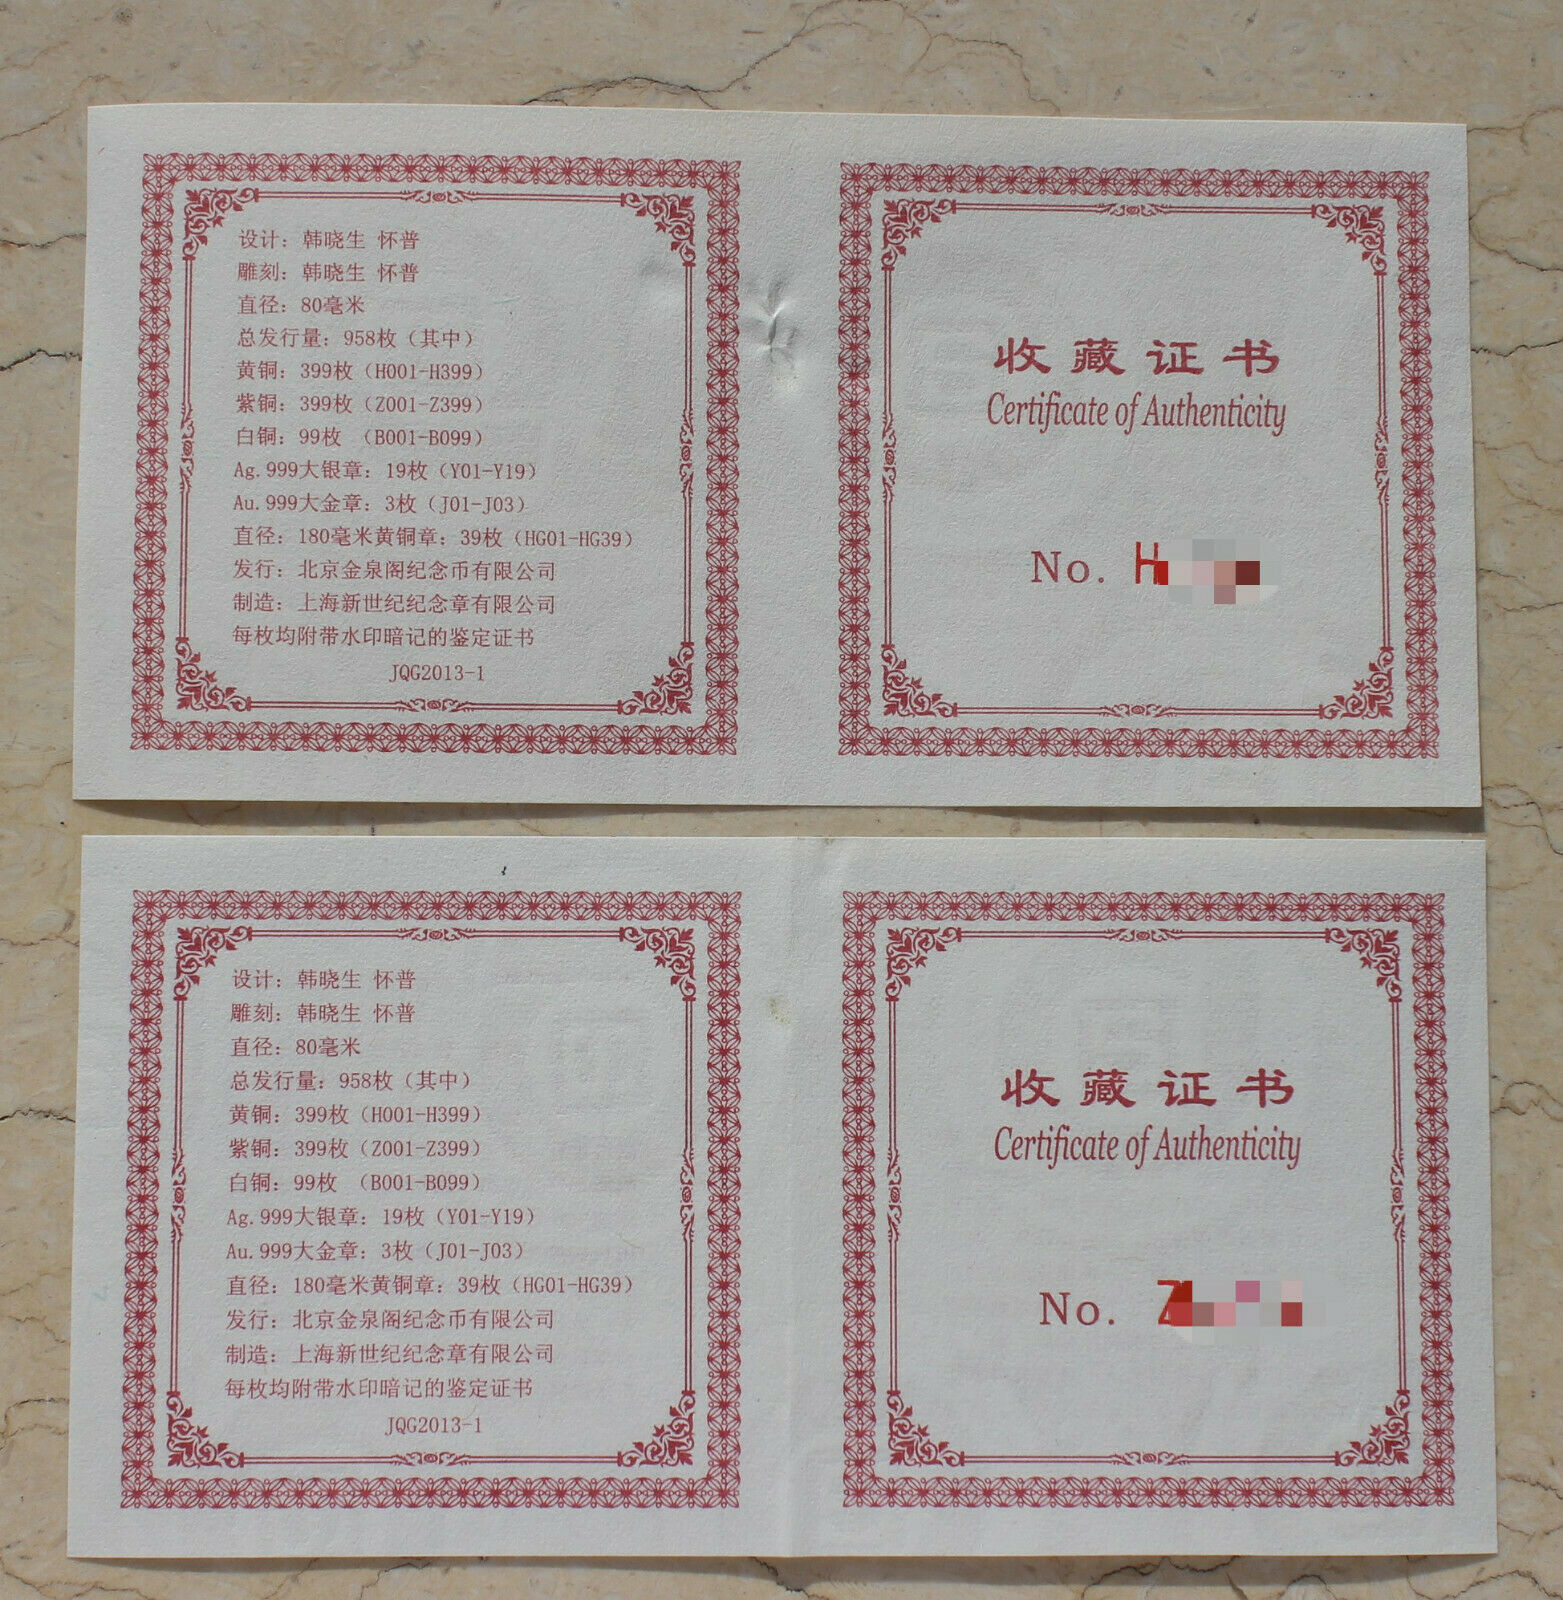 设计：韩晓生 怀普
雕刻：韩晓生 怀普
直径：80毫米
总发行量：958枚（其中）
黄铜：399枚（H001-H399）
紫铜：399枚（Z001-Z399）
白铜：99枚 （B001-B099）
Ag.999大银章：19枚（Y01-Y19）
Au.999大金章：3枚（J01-J03）
直径：180毫米黄铜章：39枚（HG01-HG39）
发行：北京金泉阁纪念币有限公司
制造：上海新世纪纪念章有限公司
每枚均附带水印暗记的鉴定证书
JQG2013-1
收藏证书
Certificate of Authenticity
No. H
设计：韩晓生 怀普
雕刻：韩晓生 怀普
直径：80毫米
总发行量：958枚（其中）
黄铜：399枚（H001-H399）
紫铜：399枚（Z001-Z399）
白铜：99枚 （B001-B099）
Ag.999大银章：19枚（Y01-Y19）
Au.999大金章：3枚（J01-J03）
直径：180毫米黄铜章：39枚（HG01-HG39）
发行：北京金泉阁纪念币有限公司
制造：上海新世纪纪念章有限公司
每枚均附带水印暗记的鉴定证书
JQG2013-1
收藏证书
Certificate of Authenticity
No. Z